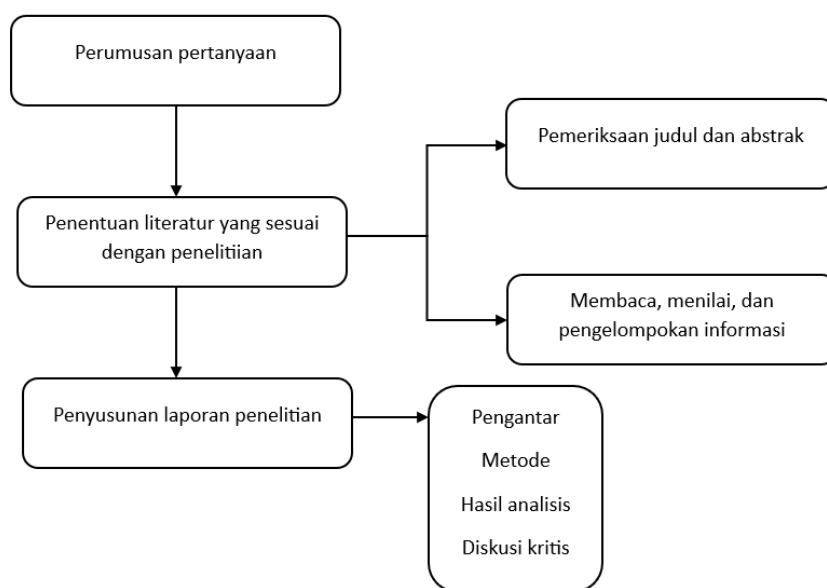 Perumusan pertanyaan
Pemeriksaan judul dan abstrak
Penentuan literatur yang sesuai
dengan penelitiian
Membaca, menilai, dan
pengelompokan informasi
Penyusunan laporan penelitian
Pengantar
Metode
Hasil analisis
Diskusi kritis